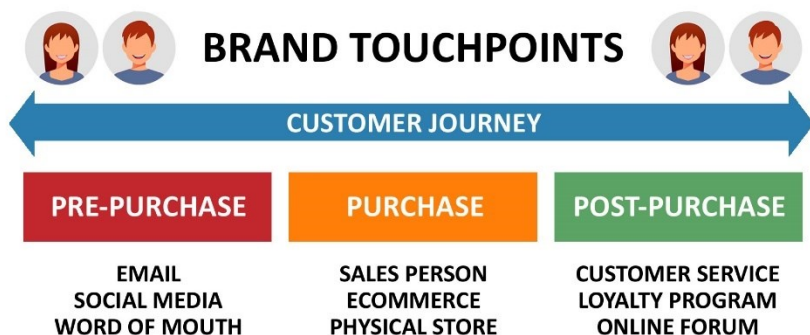 BRAND TOUCHPOINTS
CUSTOMER JOURNEY
PRE-PURCHASE
EMAIL
SOCIAL MEDIA
WORD OF MOUTH
PURCHASE
SALES PERSON
ECOMMERCE
PHYSICAL STORE
POST-PURCHASE
CUSTOMER SERVICE
LOYALTY PROGRAM
ONLINE FORUM